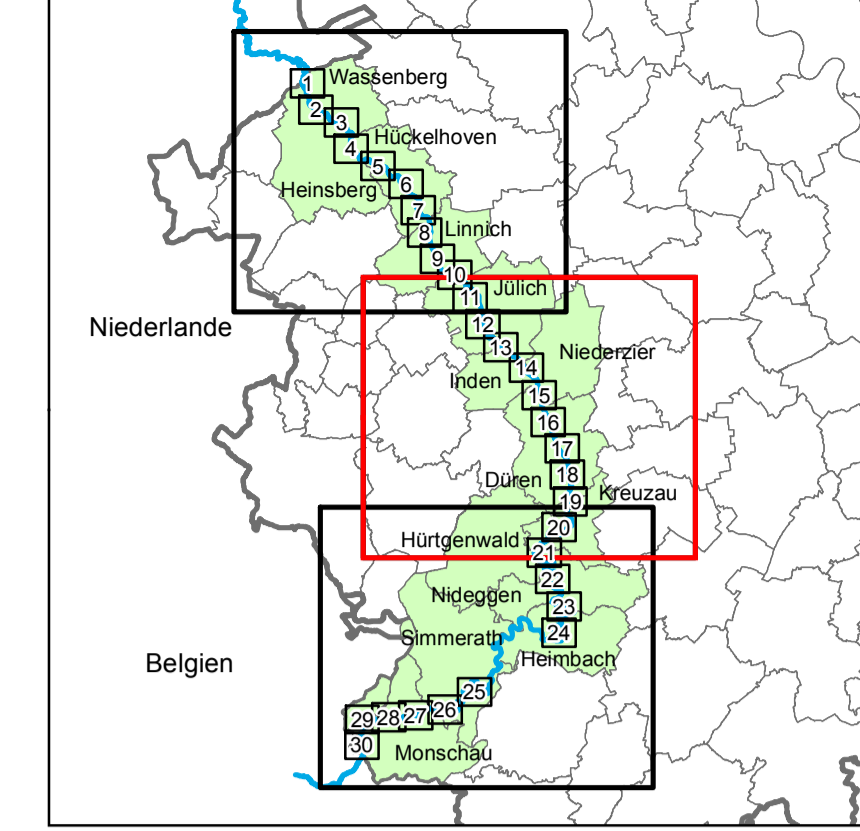 1
Wassenberg
2
3
Hückelhoven
4
5
6
Heinsberg
7
8
Linnich
9
10
Jülich
11
12
Niederlande
13
Niederzier
14
Inden
15
16
17
18
Düren
19
Kreuzau
20
Hürtgenwald
21
22
Nideggen
23
24
Simmerath
Heimbach
Belgien
25
26
27
28
29
30
Monschau